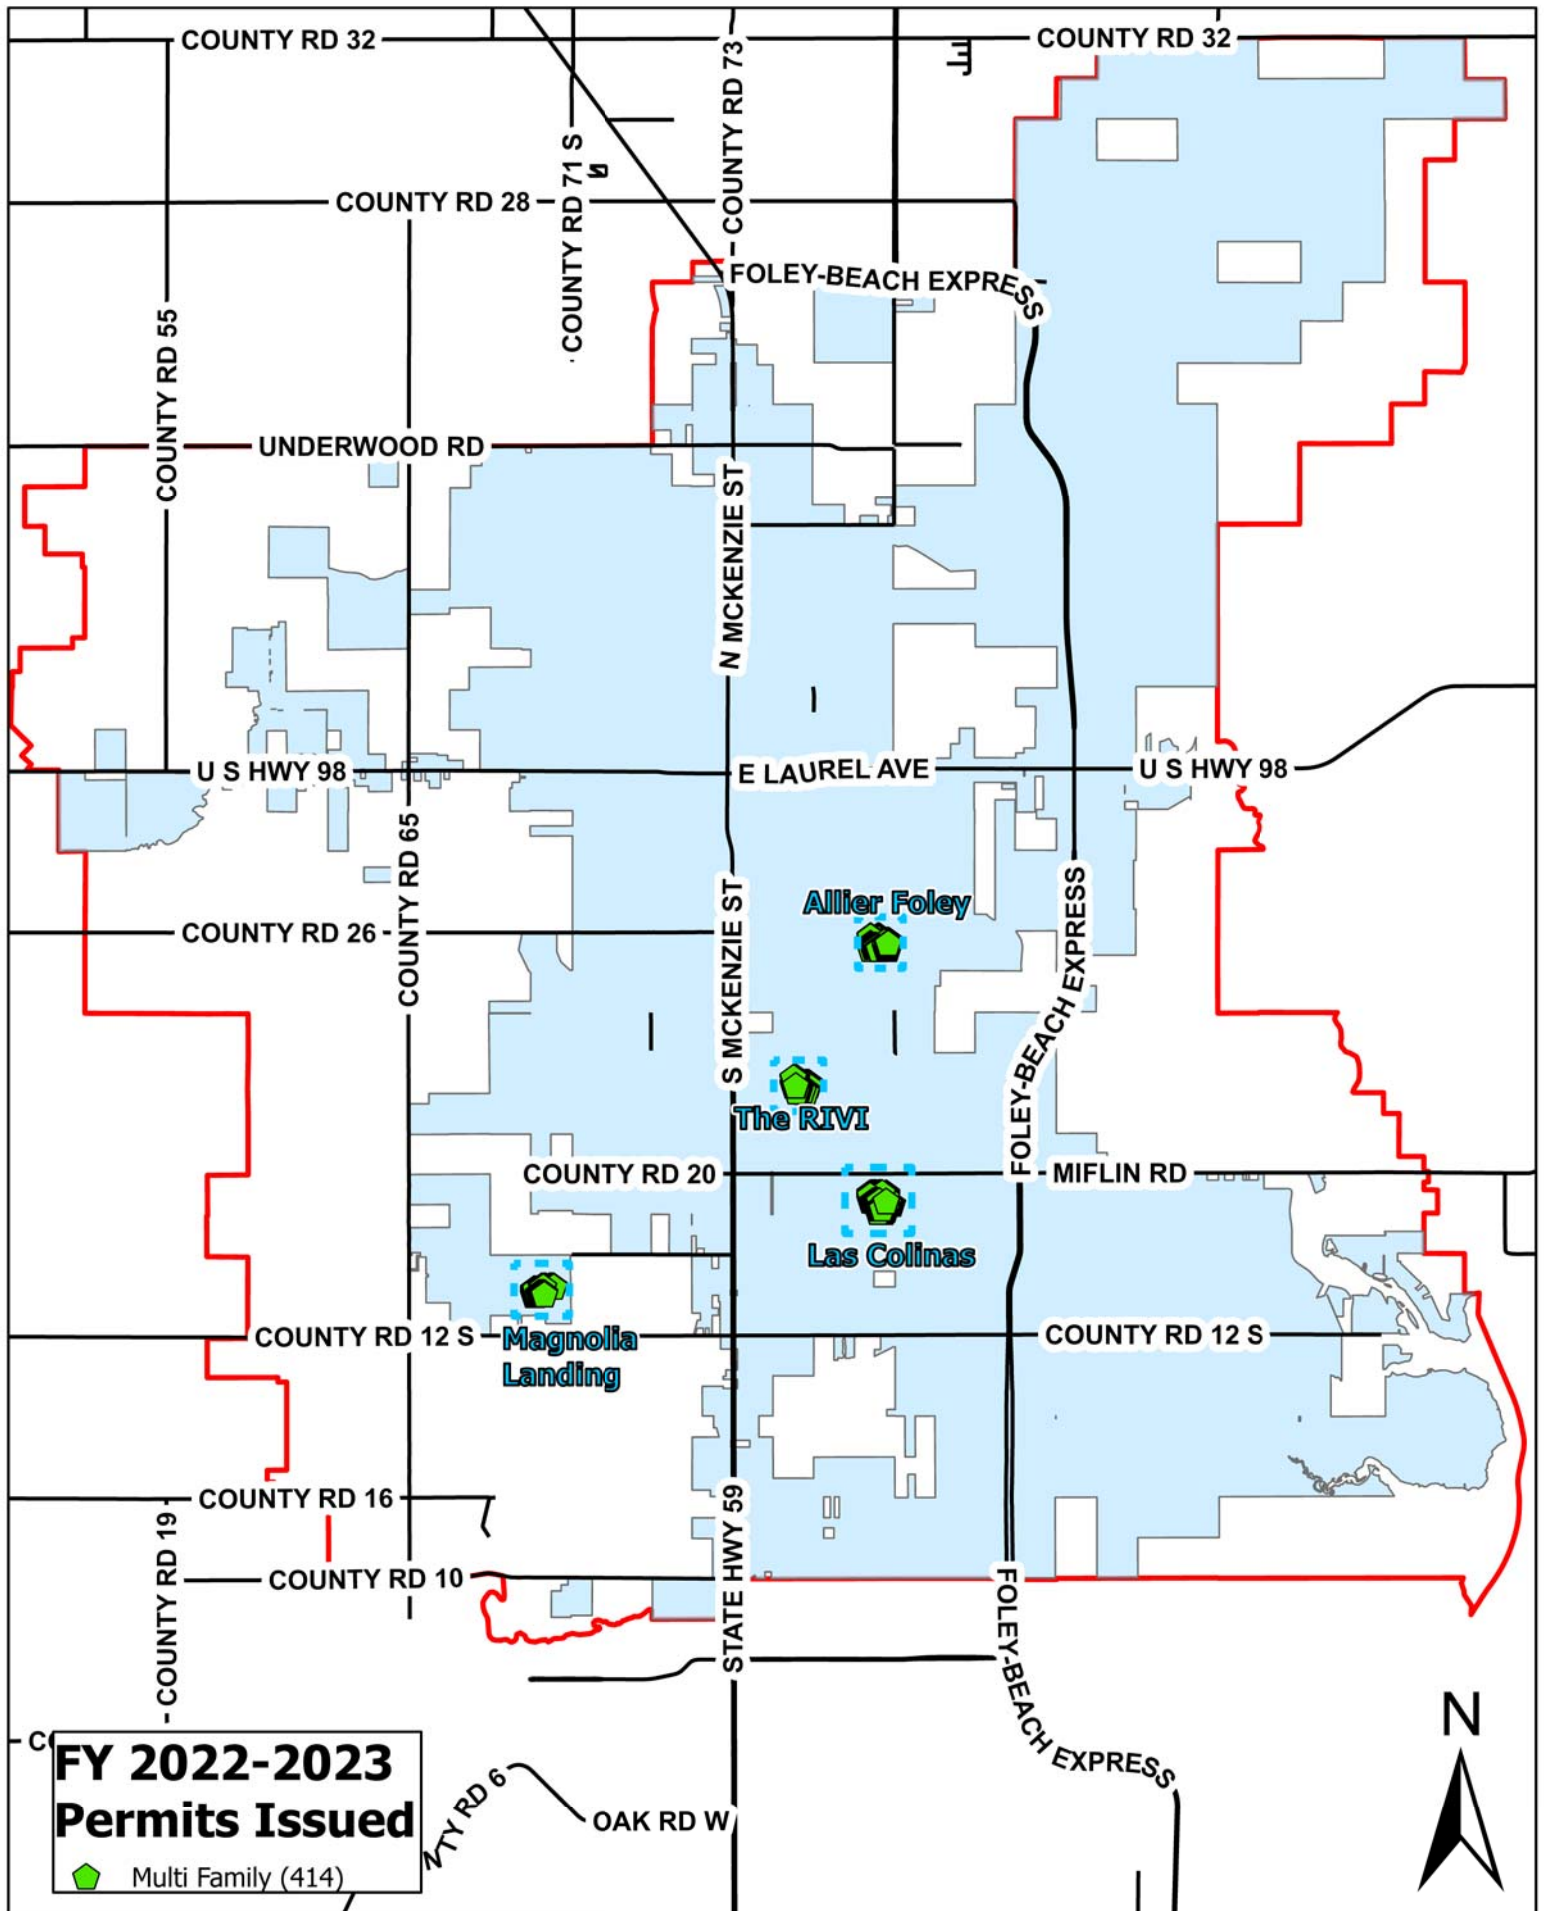 COUNTY RD 32
COUNTY RD 32
COUNTY RD 73
COUNTY RD 71 S
COUNTY RD 28
FOLEY-BEACH EXPRESS
COUNTY RD 55
UNDERWOOD RD
N MCKENZIE ST
U S HWY 98
E LAUREL AVE
U S HWY 98
COUNTY RD 65
S MCKENZIE ST
FOLEY-BEACH EXPRESS
Allier Foley
COUNTY RD 26
The RIVI
COUNTY RD 20
MIFLIN RD
Las Colinas
COUNTY RD 12 S
Magnolia
Landing
COUNTY RD 12 S
COUNTY RD 16
COUNTY RD 19
STATE HWY 59
COUNTY RD 10
FOLEY-BEACH EXPRESS
N
FY 2022-2023
Permits Issued
Multi Family (414)
NTY RD 6
OAK RD W